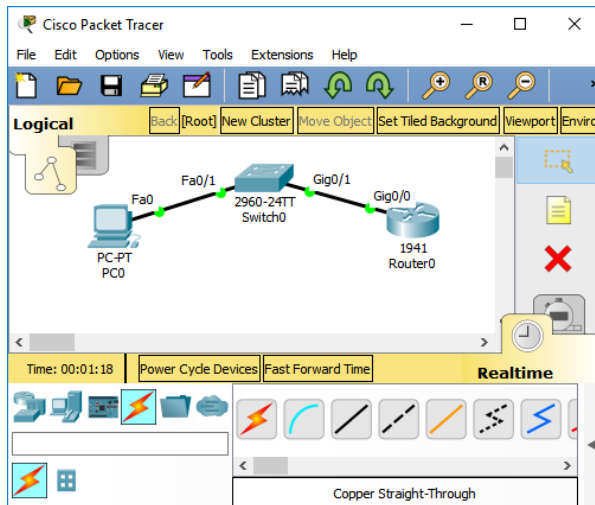 Cisco Packet Tracer
File Edit Options View Tools Extensions Help
R
»
Logical
Back [Root] New Cluster Move Object Set Tiled Background Viewport Enviro
Fa0/1
2960-24TT
Switch0
Gig0/1
Fa0
Gig0/0
PC-PT
PC0
1941
Router0
Time: 00:01:18 Power Cycle Devices Fast Forward Time Realtime
Copper Straight-Through